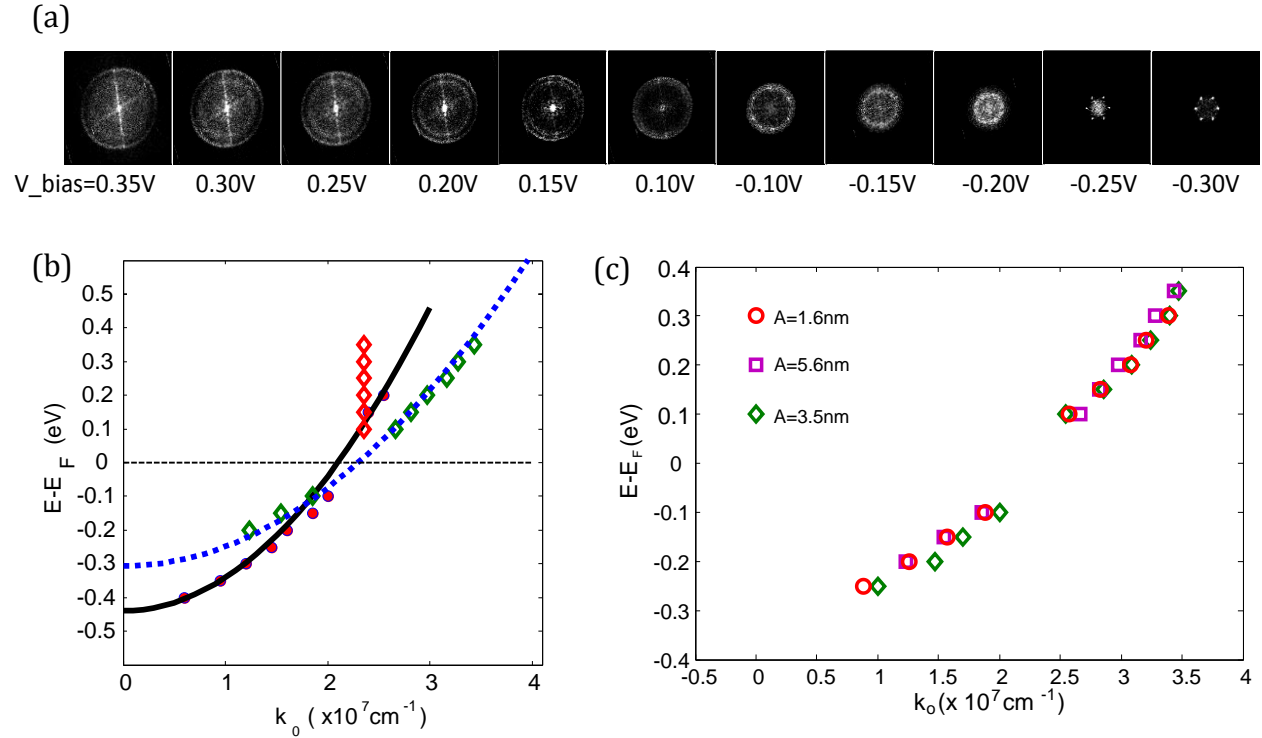 (a)
V_bias=0.35V 0.30V 0.25V 0.20V 0.15V 0.10V -0.10V -0.15V -0.20V -0.25V -0.30V
(b)
E-E_F (eV)
0.5
0.4
0.3
0.2
0.1
0
-0.1
-0.2
-0.3
-0.4
-0.5
0 1 2 3 4
k_0 ( x10^7cm^-1)
(c)
E-E_F(eV)
0.4
0.3
0.2
0.1
0
-0.1
-0.2
-0.3
-0.4
A=1.6nm
A=5.6nm
A=3.5nm
-0.5 0 0.5 1 1.5 2 2.5 3 3.5 4
k_o(x 10^7cm^-1)